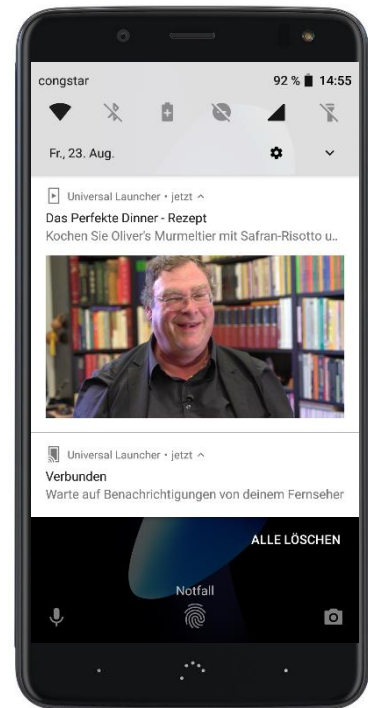 congstar 92 % 14:55
Fr., 23. Aug.
Universal Launcher • jetzt
Das Perfekte Dinner - Rezept
Kochen Sie Oliver's Murmeltier mit Safran-Risotto u..
Universal Launcher • jetzt
Verbunden
Warte auf Benachrichtigungen von deinem Fernseher
ALLE LÖSCHEN
Notfall